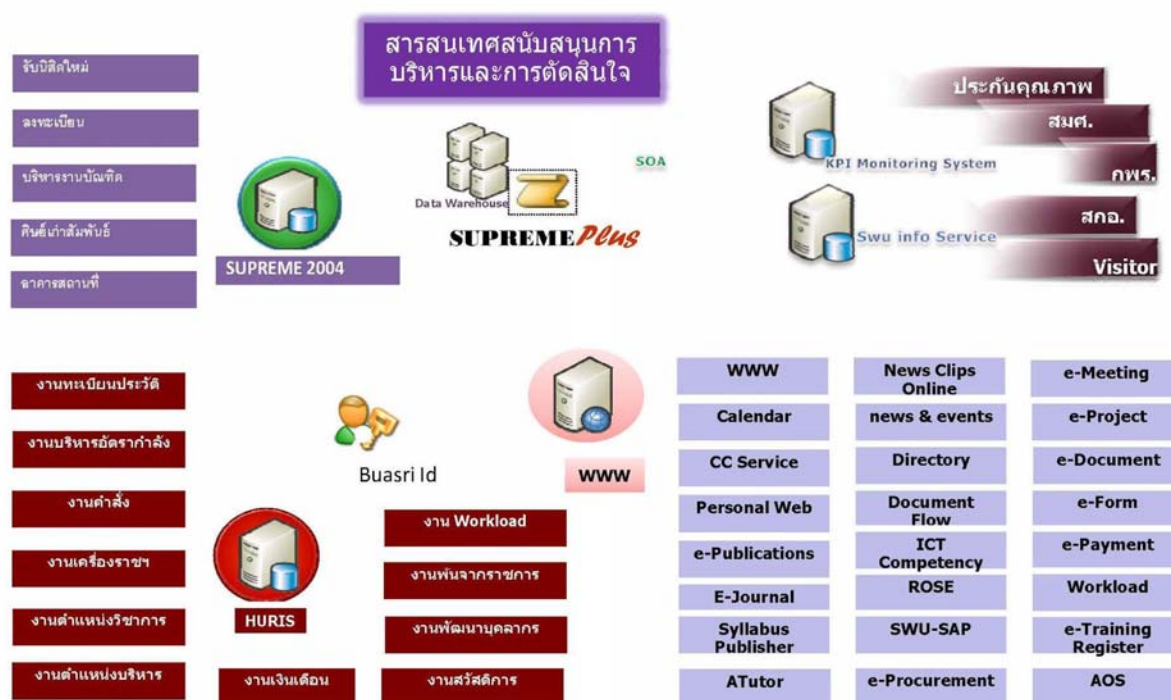 สารสนเทศสนับสนุนการ
บริหารและการตัดสินใจ
รับนิสิตใหม่
ลงทะเบียน
บริหารงานบัณฑิต
ศิษย์เก่าสัมพันธ์
อาคารสถานที่
SUPREME 2004
Data Warehouse
SUPREME Plus
SOA
KPI Monitoring System
Swu info Service
ประกันคุณภาพ
สมศ.
กพร.
สกอ.
Visitor
งานทะเบียนประวัติ
งานบริหารอัตรากำลัง
งานคำสั่ง
งานเครื่องราชฯ
งานตำแหน่งวิชาการ
งานตำแหน่งบริหาร
Buasri Id
www
HURIS
งานเงินเดือน
งาน Workload
งานพ้นจากราชการ
งานพัฒนาบุคลากร
งานสวัสดิการ
WWW
Calendar
CC Service
Personal Web
e-Publications
E-Journal
Syllabus
Publisher
ATutor
News Clips
Online
news & events
Directory
Document
Flow
ICT
Competency
ROSE
SWU-SAP
e-Procurement
e-Meeting
e-Project
e-Document
e-Form
e-Payment
Workload
e-Training
Register
AOS